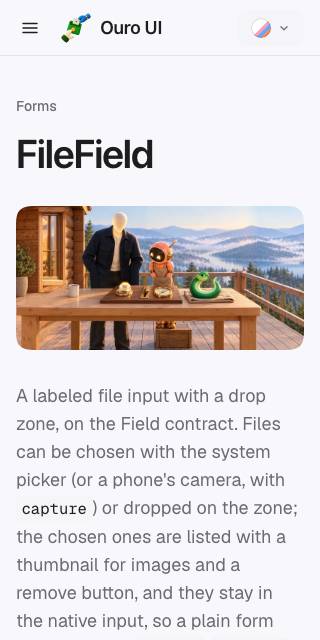 Ouro UI
Forms
FileField
A labeled file input with a drop
zone, on the Field contract. Files
can be chosen with the system
picker (or a phone's camera, with
capture ) or dropped on the zone;
the chosen ones are listed with a
thumbnail for images and a
remove button, and they stay in
the native input, so a plain form